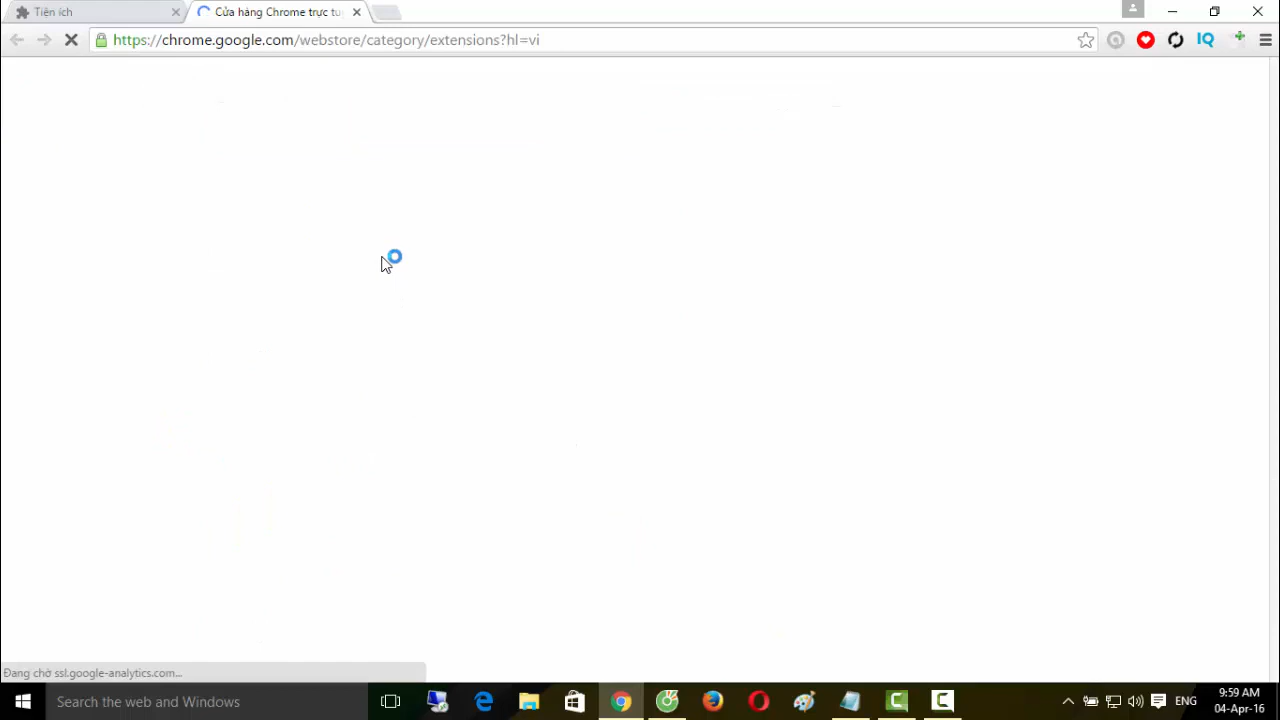 Tiện ích
Cửa hàng Chrome trực tu
https://chrome.google.com/webstore/category/extensions?hl=vi
IQ
Đang chờ ssl.google-analytics.com...
Search the web and Windows
ENG
9:59 AM
04-Apr-16